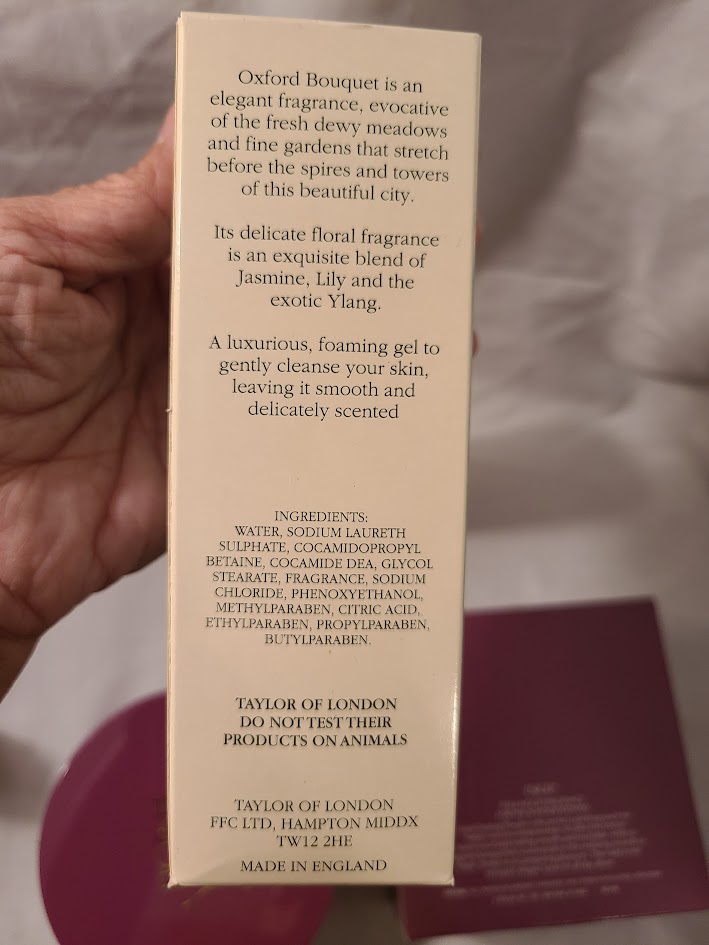 Oxford Bouquet is an
elegant fragrance, evocative
of the fresh dewy meadows
and fine gardens that stretch
before the spires and towers
of this beautiful city.
Its delicate floral fragrance
is an exquisite blend of
Jasmine, Lily and the
exotic Ylang.
A luxurious, foaming gel to
gently cleanse your skin,
leaving it smooth and
delicately scented
INGREDIENTS:
WATER, SODIUM LAURETH
SULPHATE, COCAMIDOPROPYL
BETAINE, COCAMIDE DEA, GLYCOL
STEARATE, FRAGRANCE, SODIUM
CHLORIDE, PHENOXYETHANOL,
METHYLPARABEN, CITRIC ACID,
ETHYLPARABEN, PROPYLPARABEN,
BUTYLPARABEN.
TAYLOR OF LONDON
DO NOT TEST THEIR
PRODUCTS ON ANIMALS
TAYLOR OF LONDON
FFC LTD, HAMPTON MIDDX
TW12 2HE
MADE IN ENGLAND